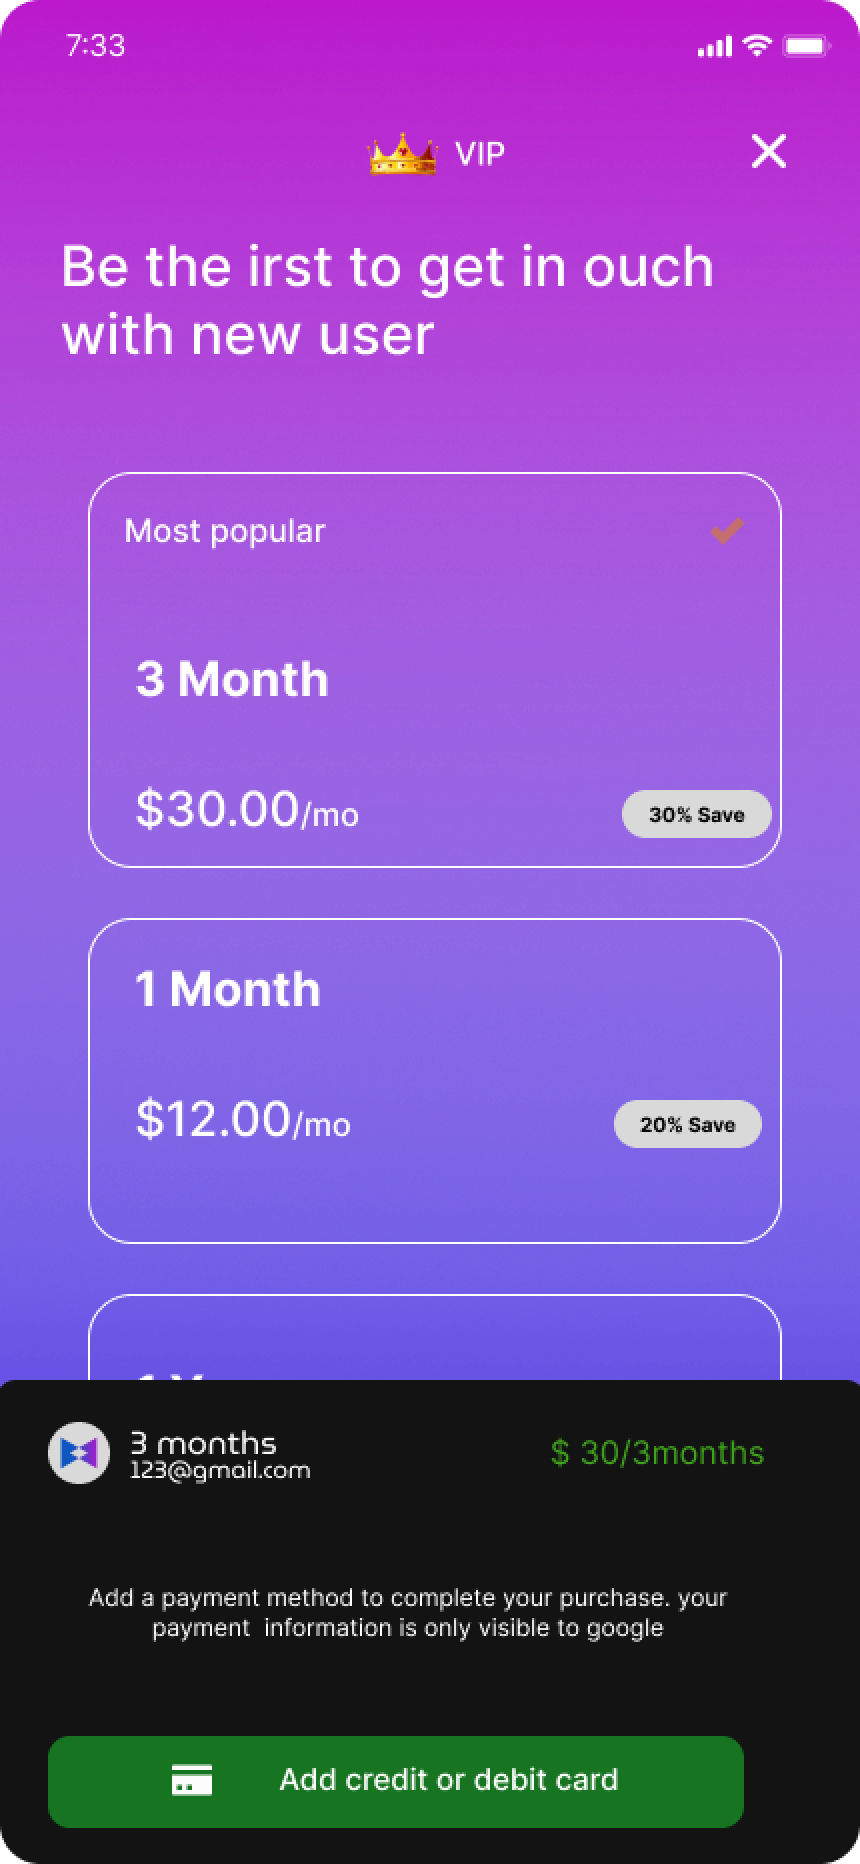 7:33
VIP
Be the irst to get in ouch
with new user
Most popular
3 Month
$30.00/mo
30% Save
1 Month
$12.00/mo
20% Save
3 months
$ 30/3months
123@gmail.com
Add a payment method to complete your purchase. your
payment  information is only visible to google
Add credit or debit card